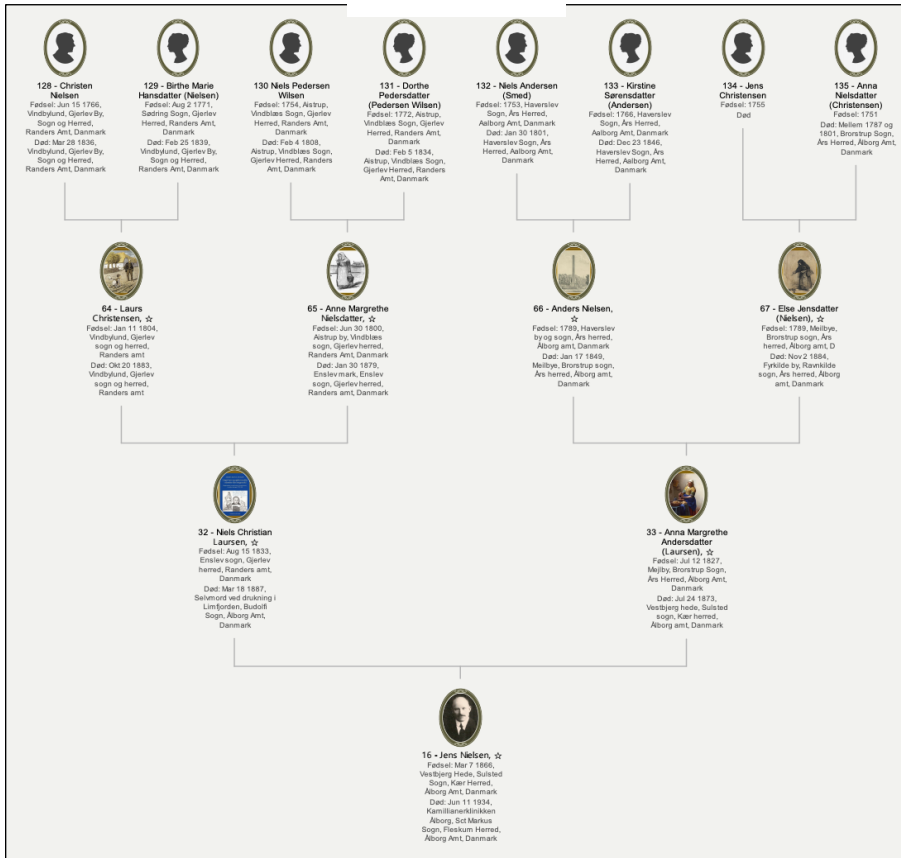 128 - Christen
Nielsen
Fødsel: Jun 15 1766,
Vindbylund, Gjerlev By,
Sogn og Herred,
Randers Amt, Danmark
Død: Mar 28 1836,
Vindbylund, Gjerlev By,
Sogn og Herred,
Randers Amt, Danmark
129 - Birthe Marie
Hansdatter (Nielsen)
Fødsel: Aug 2 1771,
Sødring Sogn, Gjerlev
Herred, Randers Amt,
Danmark
Død: Feb 25 1839,
Vindbylund, Gjerlev By,
Sogn og Herred,
Randers Amt, Danmark
130 Niels Pedersen
Wilsen
Fødsel: 1754, Aistrup,
Vindblæs Sogn, Gjerlev
Herred, Randers Amt,
Danmark
Død: Feb 4 1808,
Aistrup, Vindblæs Sogn,
Gjerlev Herred, Randers
Amt, Danmark
131 - Dorthe
Pedersdatter
(Pedersen Wilsen)
Fødsel: 1772, Aistrup,
Vindblæs Sogn, Gjerlev
Herred, Randers Amt,
Danmark
Død: Feb 5 1834,
Aistrup, Vindblæs Sogn,
Gjerlev Herred, Randers
Amt, Danmark
132 - Niels Andersen
(Smed)
Fødsel: 1753, Haverslev
Sogn, Års Herred,
Aalborg Amt, Danmark
Død: Jan 30 1801,
Haverslev Sogn, Års
Herred, Aalborg Amt,
Danmark
133 - Kirstine
Sørensdatter
(Andersen)
Fødsel: 1766, Haverslev
Sogn, Års Herred,
Aalborg Amt, Danmark
Død: Dec 23 1846,
Haverslev Sogn, Års
Herred, Aalborg Amt,
Danmark
134 - Jens
Christensen
Fødsel: 1755
Død
135 - Anna
Nielsdatter
(Christensen)
Fødsel: 1751
Død: Mellem 1787 og
1801, Brorstrup Sogn,
Års Herred, Ålborg Amt,
Danmark
64 - Laurs
Christensen, ☆
Fødsel: Jan 11 1804,
Vindbylund, Gjerlev
sogn og herred,
Randers amt
Død: Okt 20 1883,
Vindbylund, Gjerlev
sogn og herred,
Randers amt
65 - Anne Margrethe
Nielsdatter, ☆
Fødsel: Jun 30 1800,
Aistrup by, Vindblæs
sogn, Gjerlev herred,
Randers Amt, Danmark
Død: Jan 30 1879,
Enslev mark, Enslev
sogn, Gjerlev herred,
Randers amt, Danmark
66 - Anders Nielsen,
☆
Fødsel: 1789, Haverslev
by og sogn, Års herred,
Ålborg amt, Danmark
Død: Jan 17 1849,
Meilbye, Brorstrup sogn,
Års herred, Ålborg amt,
Danmark
67 - Else Jensdatter
(Nielsen), ☆
Fødsel: 1789, Meilbye,
Brorstrup sogn, Års
herred, Ålborg amt, D
Død: Nov 2 1884,
Fyrkilde by, Ravnkilde
sogn, Års herred, Ålborg
amt, Danmark
32 - Niels Christian
Laursen, ☆
Fødsel: Aug 15 1833,
Enslev sogn, Gjerlev
herred, Randers amt,
Danmark
Død: Mar 18 1887,
Selvmord ved drukning i
Limfjorden, Budolfi
Sogn, Ålborg Amt,
Danmark
33 - Anna Margrethe
Andersdatter
(Laursen), ☆
Fødsel: Jul 12 1827,
Mejlby, Brorstrup Sogn,
Års Herred, Ålborg Amt,
Danmark
Død: Jul 24 1873,
Vestbjerg hede, Sulsted
sogn, Kær herred,
Ålborg amt, Danmark
16 - Jens Nielsen, ☆
Fødsel: Mar 7 1866,
Vestbjerg Hede, Sulsted
Sogn, Kær Herred,
Ålborg Amt, Danmark
Død: Jun 11 1934,
Kamillianerklinikken
Ålborg, Sct Markus
Sogn, Fleskum Herred,
Ålborg Amt, Danmark